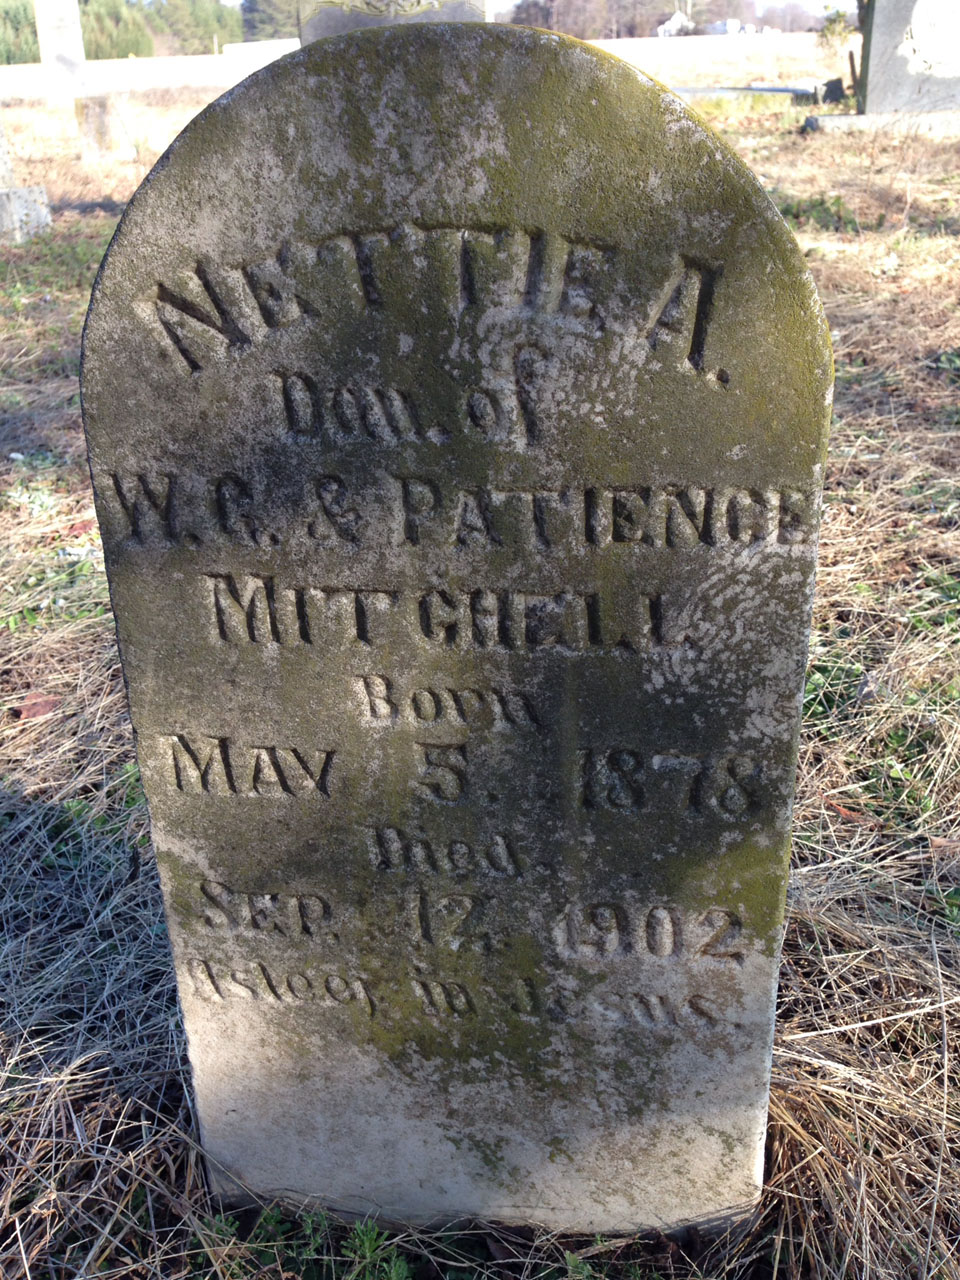 NETTIE A.
Dau. of
W. G. & PATIENCE
MITCHELL.
Born
MAY 5. 1878
Died.
SEP. 12. 1902
Asleep in Jesus.